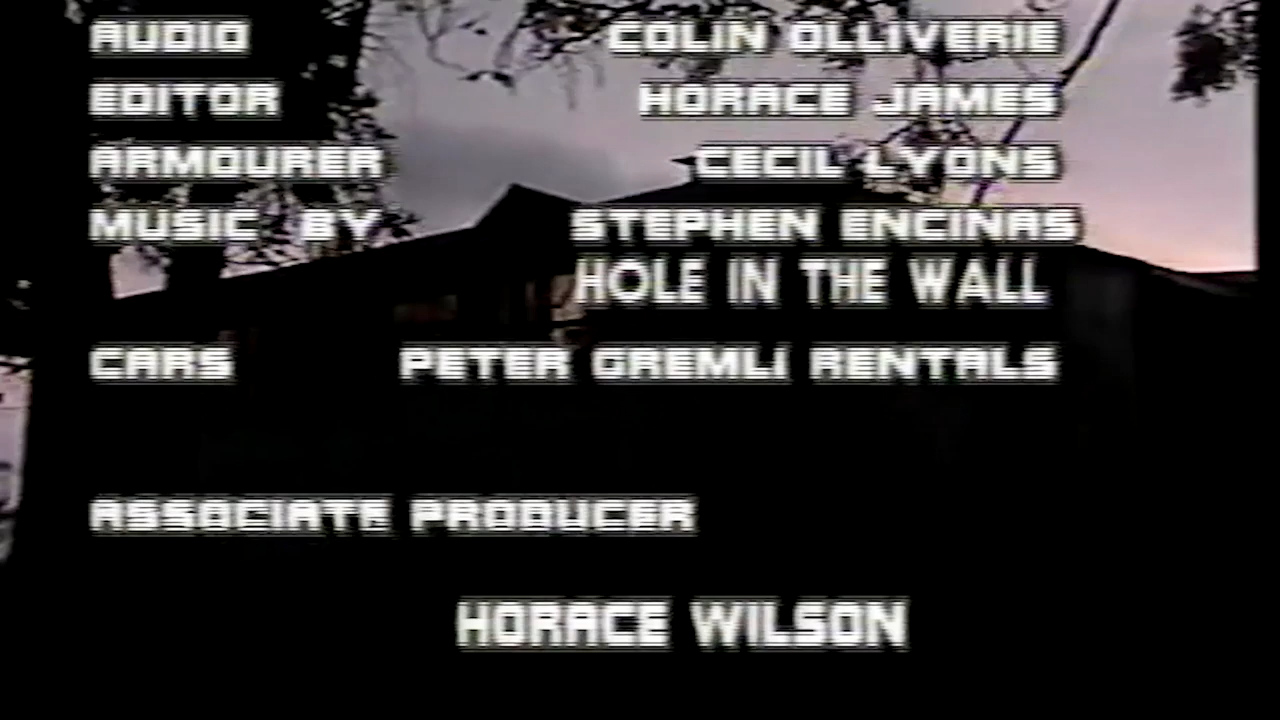 AUDIO COLIN OLLIVERIE
EDITOR HORACE JAMES
ARMOURER CECIL LYONS
MUSIC BY STEPHEN ENCINAS
HOLE IN THE WALL
CARS PETER GREMLI RENTALS
ASSOCIATE PRODUCER
HORACE WILSON